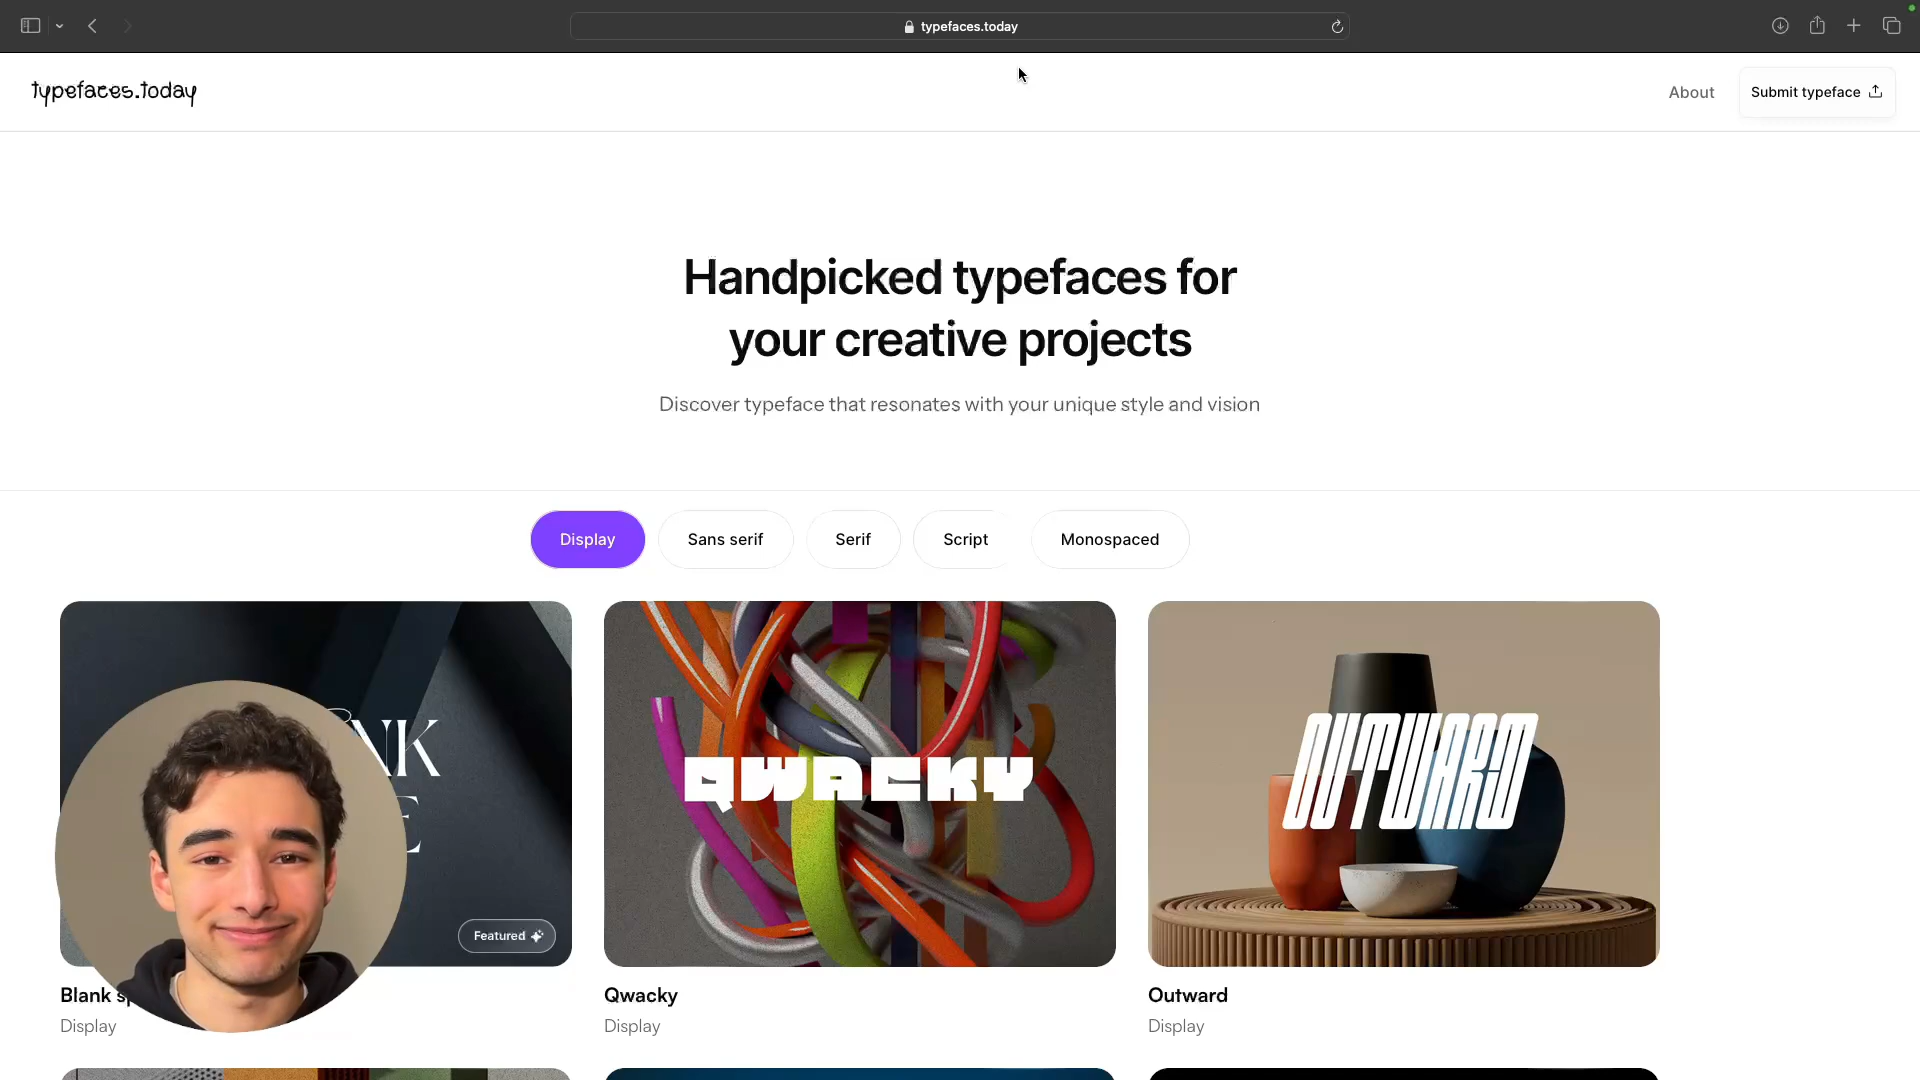 typefaces.today
typefaces.today
About
Submit typeface
Handpicked typefaces for
your creative projects
Discover typeface that resonates with your unique style and vision
Display
Sans serif
Serif
Script
Monospaced
Featured
QWACKY
OUTWARD
Blank
Display
Qwacky
Display
Outward
Display